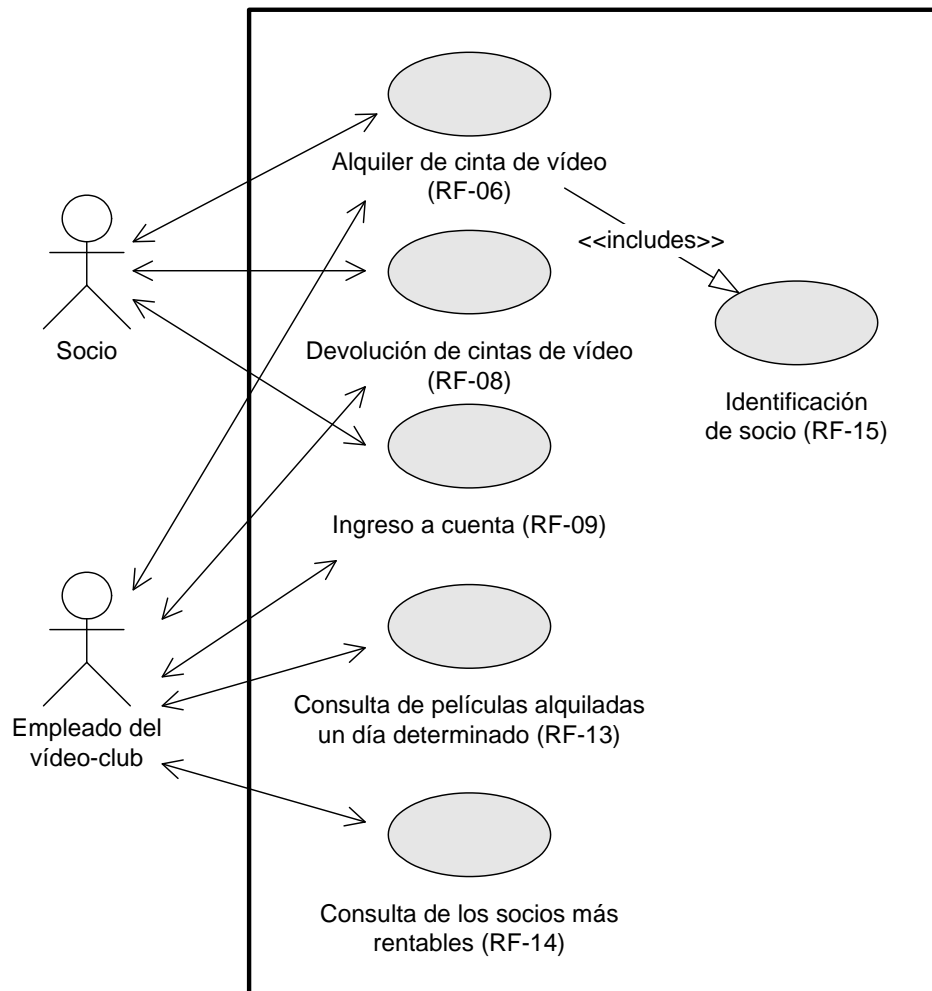 Alquiler de cinta de vídeo
(RF-06)
<<includes>>
Socio
Devolución de cintas de vídeo
(RF-08)
Identificación
de socio (RF-15)
Ingreso a cuenta (RF-09)
Empleado del
vídeo-club
Consulta de películas alquiladas
un día determinado (RF-13)
Consulta de los socios más
rentables (RF-14)